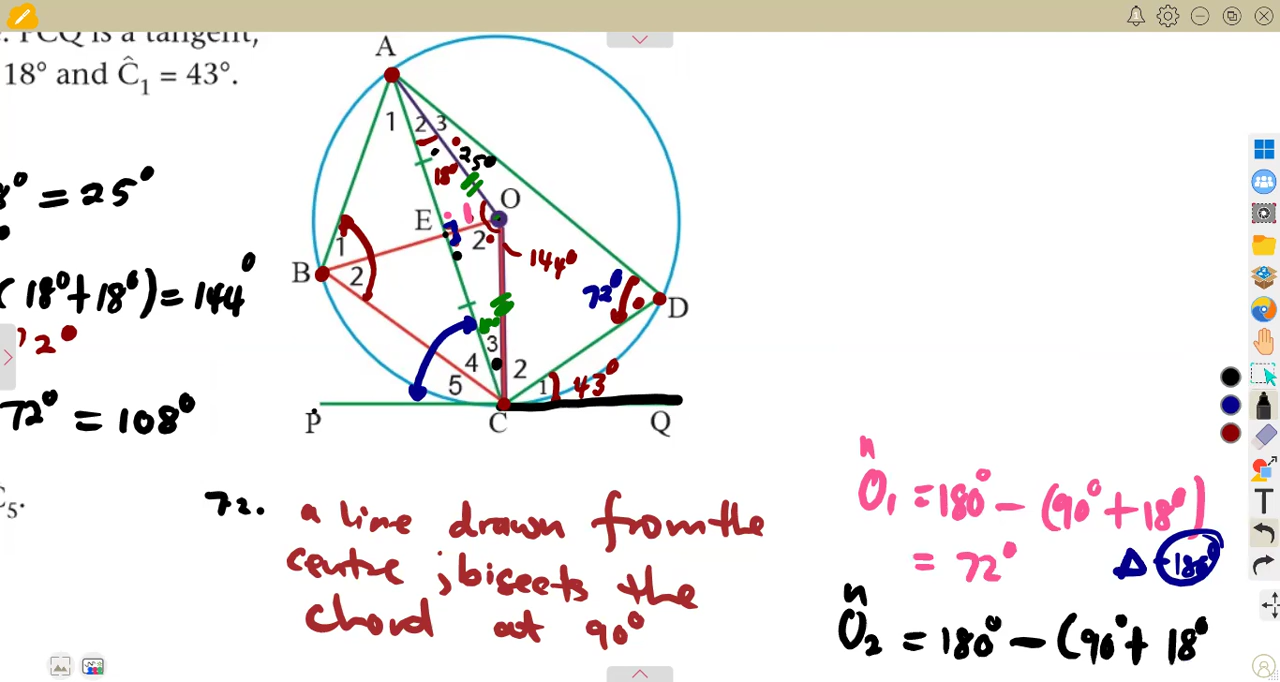 . PCQ is a tangent,
18° and Ĉ₁ = 43°.
8° = 25°
(18° + 18°) = 144°
72°
72° = 108°
C₅.
A
1 2 3
25°
18°
O
E 1
2
144°
1
B 2
72°
D
3
4 2
5 1 43°
P C Q
72. a line drawn from the
centre ; bisects the
chord at 90°
Ô₁ = 180° − (90° + 18°)
= 72° Δ = 180°
Ô₂ = 180° − (90° + 18°
T